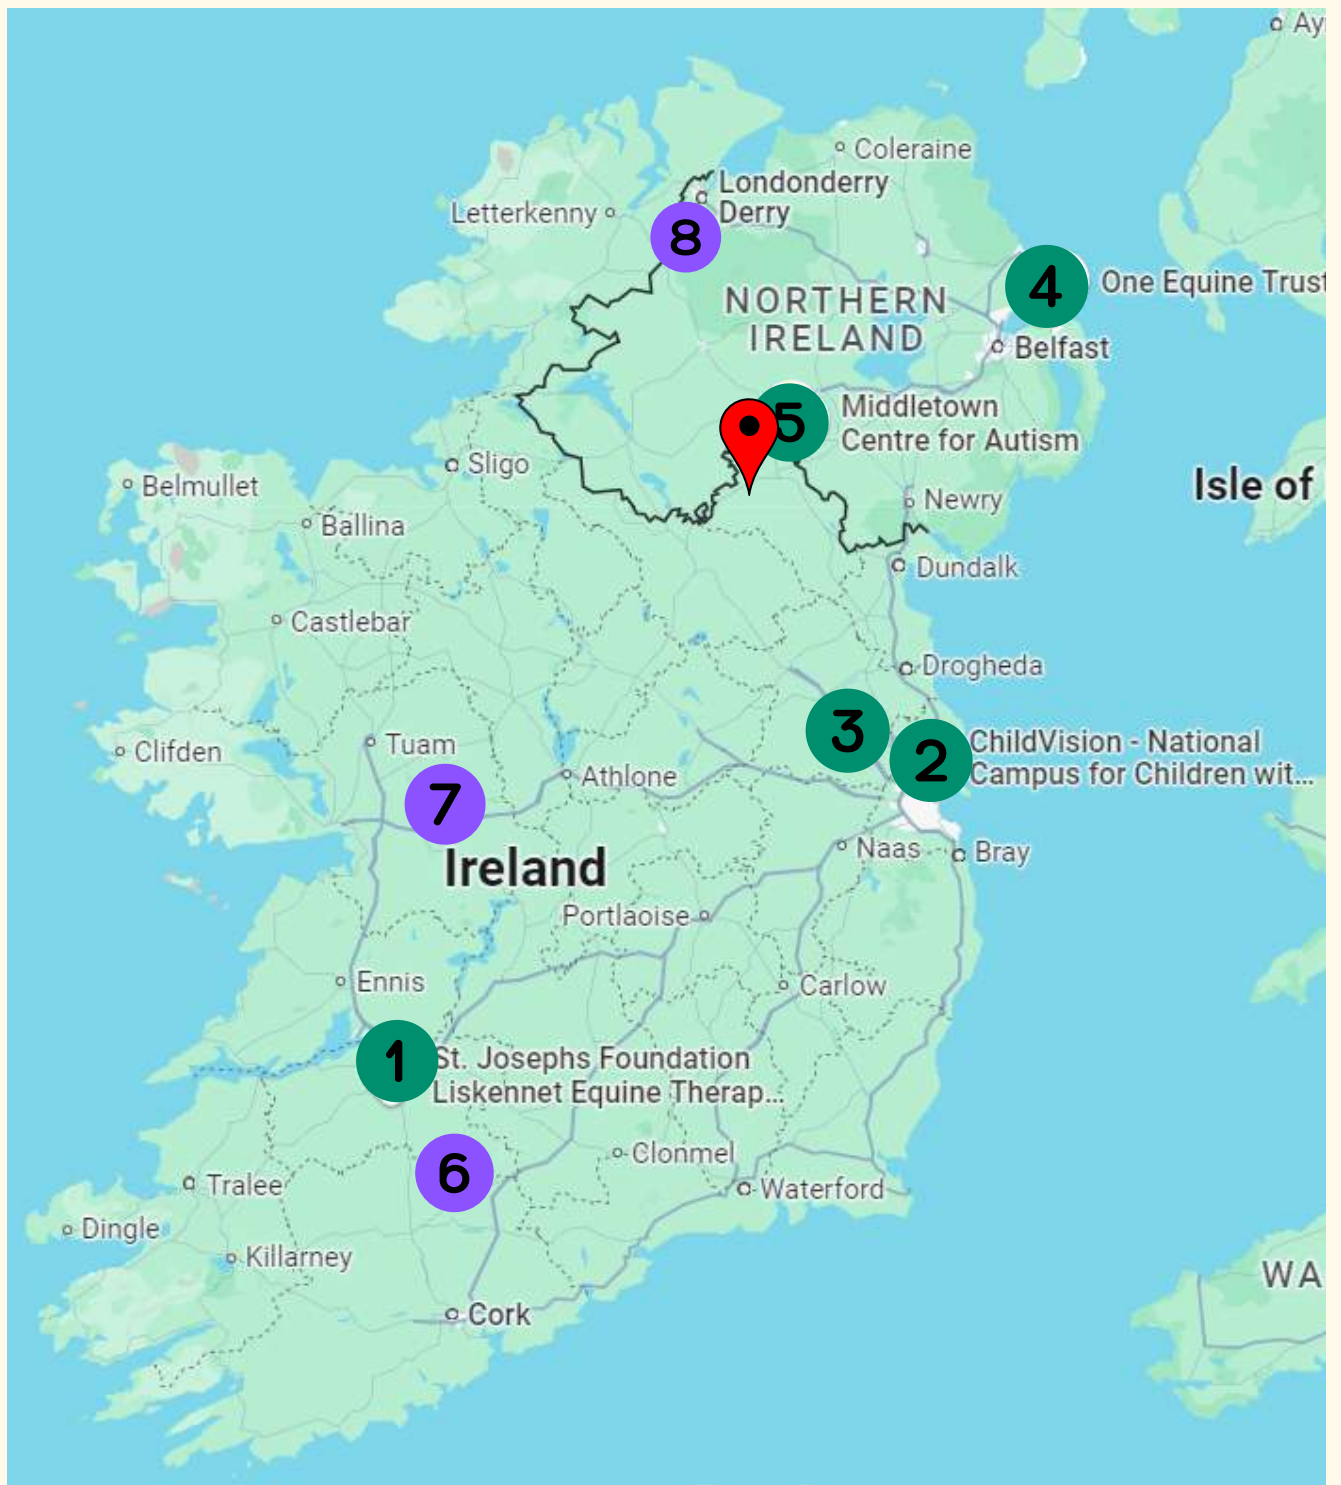 Ay
Coleraine
Londonderry
Derry
Letterkenny
8
4
One Equine Trust
NORTHERN
IRELAND
Belfast
5
Middletown
Centre for Autism
Sligo
Belmullet
Isle of
Newry
Ballina
Dundalk
Castlebar
Drogheda
3
2
ChildVision - National
Campus for Children wit...
Tuam
Clifden
Athlone
7
Naas
Bray
Ireland
Portlaoise
Ennis
Carlow
1
St. Josephs Foundation
Liskennet Equine Therap...
6
Clonmel
Tralee
Waterford
Dingle
Killarney
WA
Cork